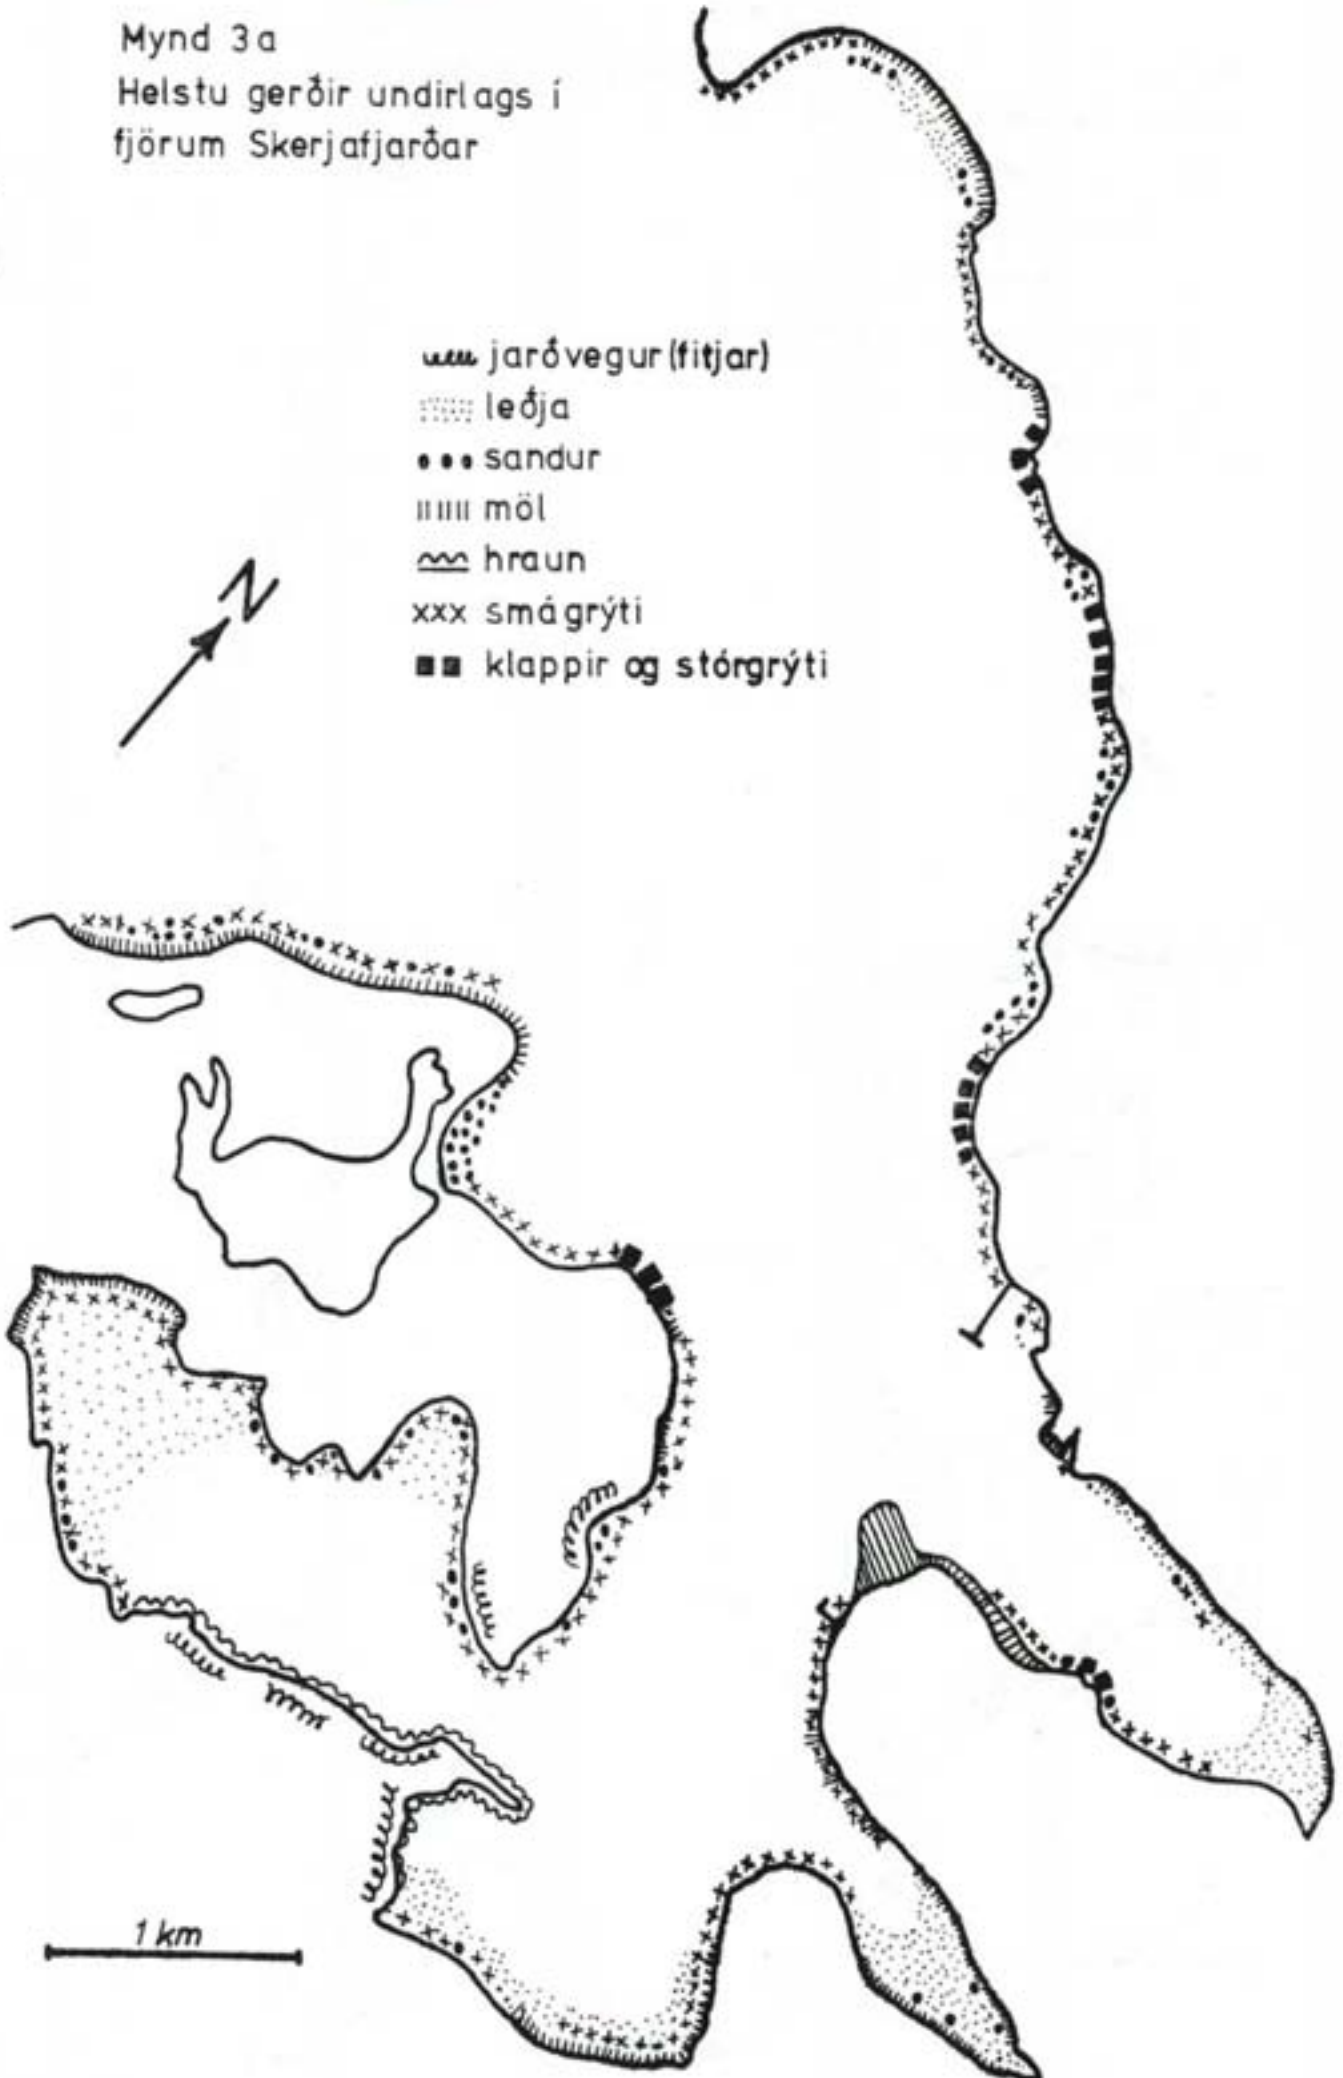 Mynd 3a
Helstu gerðir undirlags í
fjörum Skerjafjarðar
jarðvegur (fitjar)
leðja
sandur
möl
hraun
xxx smágrýti
klappir og stórgrýti
N
1 km